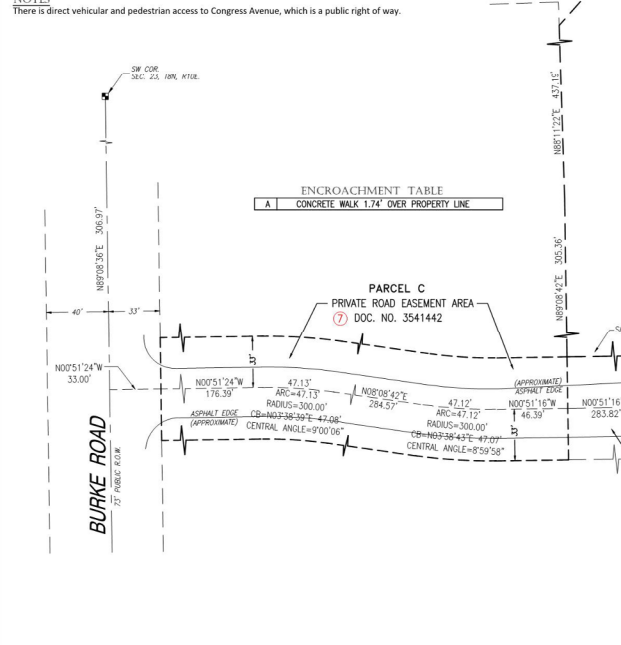 NOTES
There is direct vehicular and pedestrian access to Congress Avenue, which is a public right of way.
SW COR.
SEC. 23, 18N, R10E.
N88°11'22"E 437.19'
ENCROACHMENT TABLE
A CONCRETE WALK 1.74' OVER PROPERTY LINE
N89°08'36"E 306.97'
N89°08'42"E 305.36'
PARCEL C
PRIVATE ROAD EASEMENT AREA
7 DOC. NO. 3541442
40'
33'
33'
N00°51'24"W
33.00'
N00°51'24"W
176.39'
47.13'
ARC=47.13'
RADIUS=300.00'
CB=N03°38'39"E 47.08'
CENTRAL ANGLE=9°00'06"
N08°08'42"E
284.57'
(APPROXIMATE)
ASPHALT EDGE
47.12'
ARC=47.12'
RADIUS=300.00'
CB=N03°38'43"E 47.07'
CENTRAL ANGLE=8°59'58"
N00°51'16"W
46.39'
N00°51'16
283.82'
33'
ASPHALT EDGE
(APPROXIMATE)
BURKE ROAD
73' PUBLIC R.O.W.